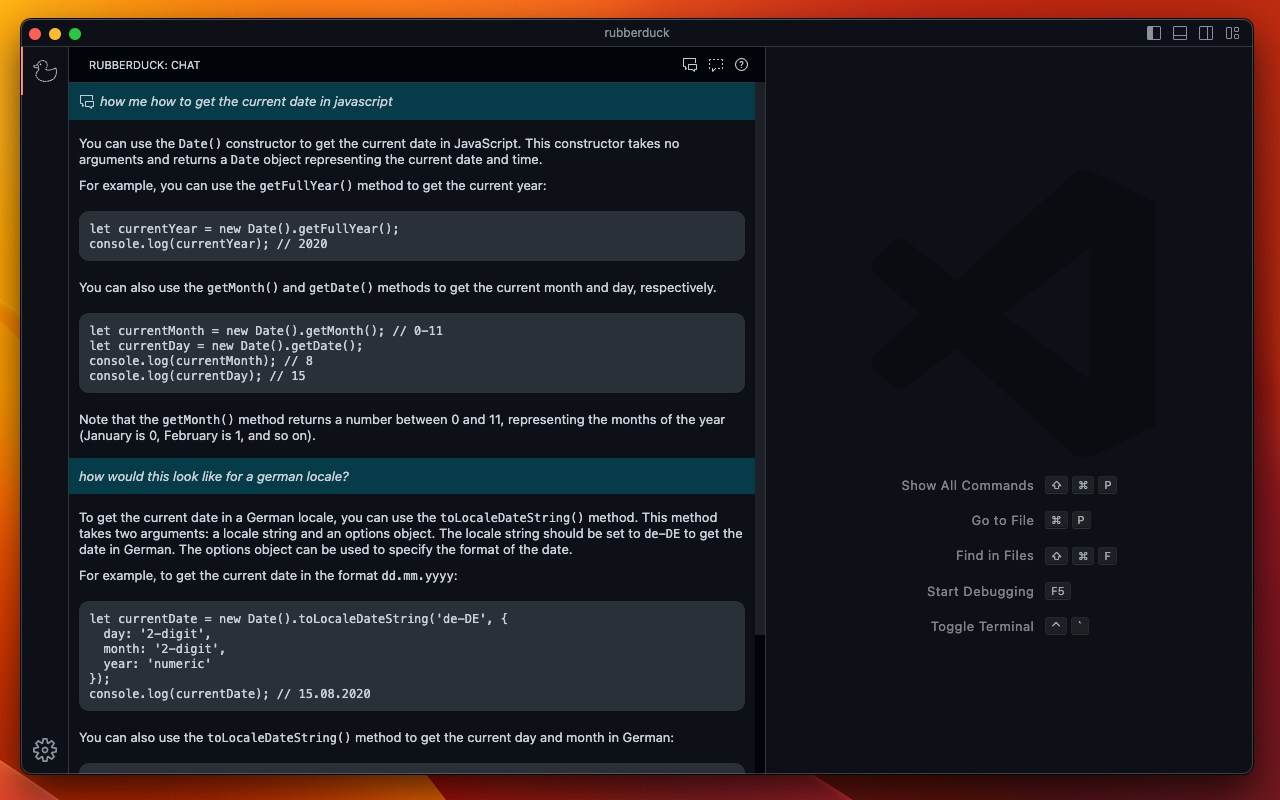 rubberduck
RUBBERDUCK: CHAT
how me how to get the current date in javascript
You can use the Date() constructor to get the current date in JavaScript. This constructor takes no
arguments and returns a Date object representing the current date and time.
For example, you can use the getFullYear() method to get the current year:
let currentYear = new Date().getFullYear();
console.log(currentYear); // 2020
You can also use the getMonth() and getDate() methods to get the current month and day, respectively.
let currentMonth = new Date().getMonth(); // 0-11
let currentDay = new Date().getDate();
console.log(currentMonth); // 8
console.log(currentDay); // 15
Note that the getMonth() method returns a number between 0 and 11, representing the months of the year
(January is 0, February is 1, and so on).
how would this look like for a german locale?
To get the current date in a German locale, you can use the toLocaleDateString() method. This method
takes two arguments: a locale string and an options object. The locale string should be set to de-DE to get the
date in German. The options object can be used to specify the format of the date.
For example, to get the current date in the format dd.mm.yyyy:
let currentDate = new Date().toLocaleDateString('de-DE', {
  day: '2-digit',
  month: '2-digit',
  year: 'numeric'
});
console.log(currentDate); // 15.08.2020
You can also use the toLocaleDateString() method to get the current day and month in German:
Show All Commands ⇧ ⌘ P
Go to File ⌘ P
Find in Files ⇧ ⌘ F
Start Debugging F5
Toggle Terminal ^ `